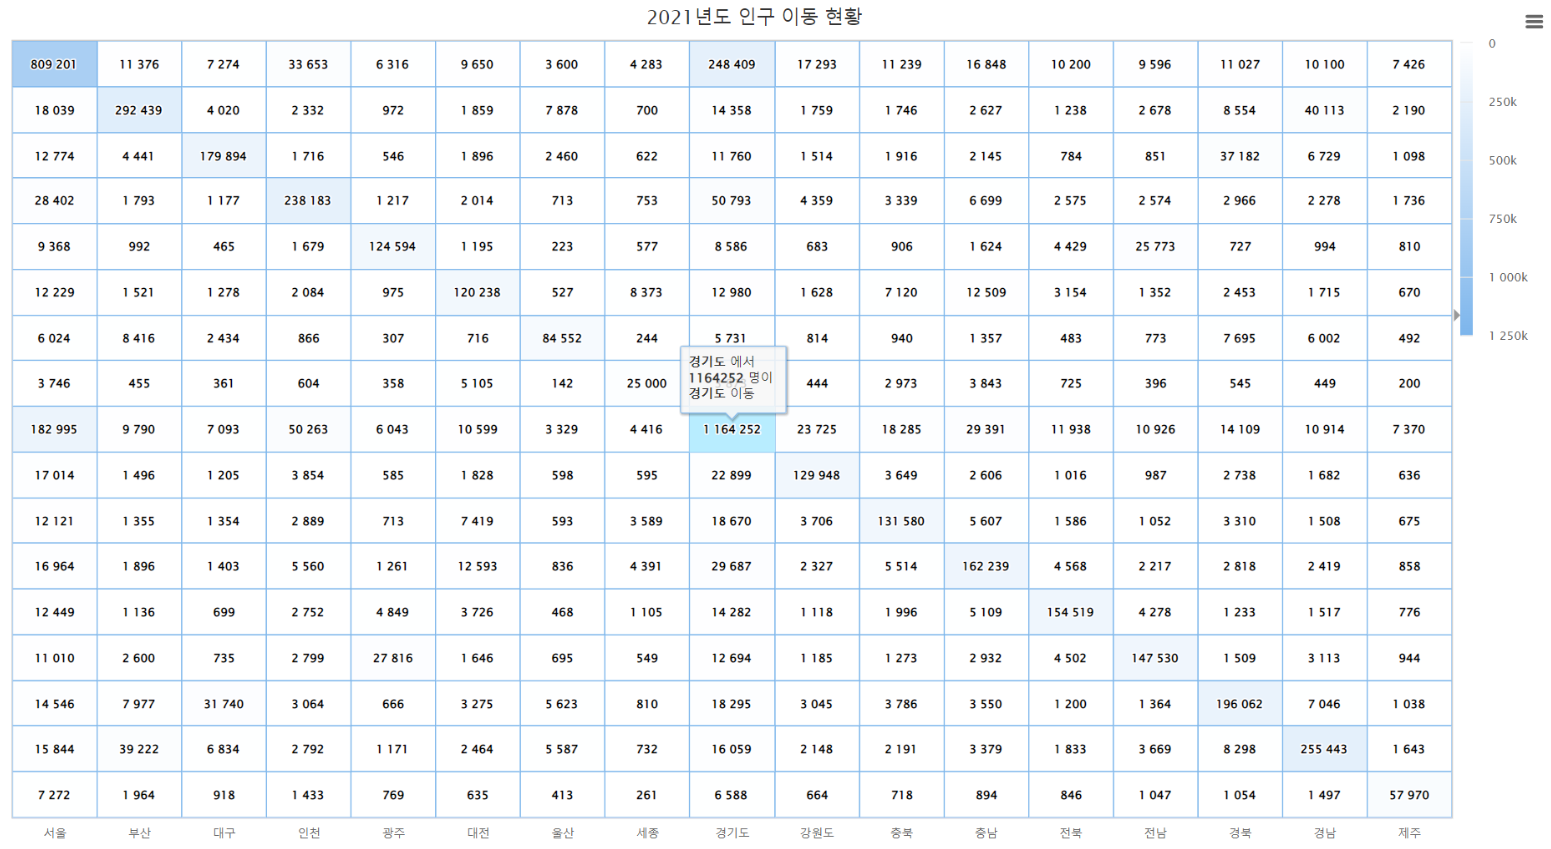 2021년도 인구 이동 현황
809 201 11 376 7 274 33 653 6 316 9 650 3 600 4 283 248 409 17 293 11 239 16 848 10 200 9 596 11 027 10 100 7 426
18 039 292 439 4 020 2 332 972 1 859 7 878 700 14 358 1 759 1 746 2 627 1 238 2 678 8 554 40 113 2 190
12 774 4 441 179 894 1 716 546 1 896 2 460 622 11 760 1 514 1 916 2 145 784 851 37 182 6 729 1 098
28 402 1 793 1 177 238 183 1 217 2 014 713 753 50 793 4 359 3 339 6 699 2 575 2 574 2 966 2 278 1 736
9 368 992 465 1 679 124 594 1 195 223 577 8 586 683 906 1 624 4 429 25 773 727 994 810
12 229 1 521 1 278 2 084 975 120 238 527 8 373 12 980 1 628 7 120 12 509 3 154 1 352 2 453 1 715 670
6 024 8 416 2 434 866 307 716 84 552 244 5 731 814 940 1 357 483 773 7 695 6 002 492
경기도 에서
1164252 명이
경기도 이동
3 746 455 361 604 358 5 105 142 25 000 444 2 973 3 843 725 396 545 449 200
182 995 9 790 7 093 50 263 6 043 10 599 3 329 4 416 1 164 252 23 725 18 285 29 391 11 938 10 926 14 109 10 914 7 370
17 014 1 496 1 205 3 854 585 1 828 598 595 22 899 129 948 3 649 2 606 1 016 987 2 738 1 682 636
12 121 1 355 1 354 2 889 713 7 419 593 3 589 18 670 3 706 131 580 5 607 1 586 1 052 3 310 1 508 675
16 964 1 896 1 403 5 560 1 261 12 593 836 4 391 29 687 2 327 5 514 162 239 4 568 2 217 2 818 2 419 858
12 449 1 136 699 2 752 4 849 3 726 468 1 105 14 282 1 118 1 996 5 109 154 519 4 278 1 233 1 517 776
11 010 2 600 735 2 799 27 816 1 646 695 549 12 694 1 185 1 273 2 932 4 502 147 530 1 509 3 113 944
14 546 7 977 31 740 3 064 666 3 275 5 623 810 18 295 3 045 3 786 3 550 1 200 1 364 196 062 7 046 1 038
15 844 39 222 6 834 2 792 1 171 2 464 5 587 732 16 059 2 148 2 191 3 379 1 833 3 669 8 298 255 443 1 643
7 272 1 964 918 1 433 769 635 413 261 6 588 664 718 894 846 1 047 1 054 1 497 57 970
서울 부산 대구 인천 광주 대전 울산 세종 경기도 강원도 충북 충남 전북 전남 경북 경남 제주
0
250k
500k
750k
1 000k
1 250k